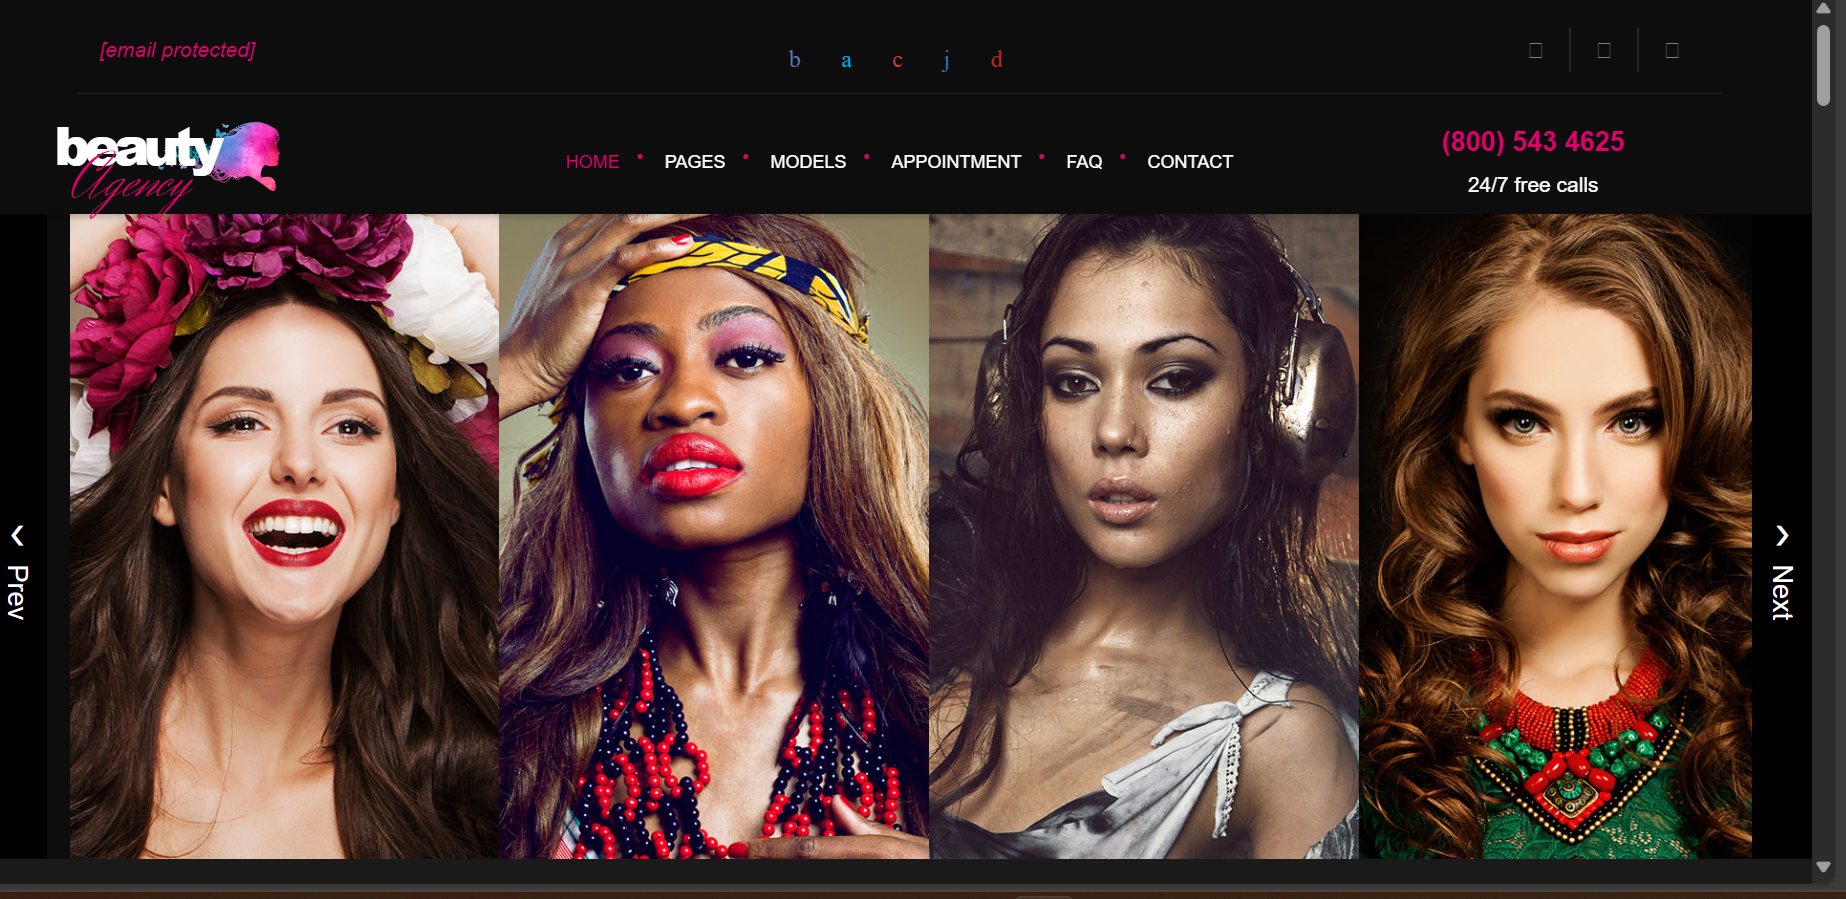 [email protected]
b a c j d
beauty
Agency
HOME • PAGES • MODELS • APPOINTMENT • FAQ • CONTACT
(800) 543 4625
24/7 free calls
Prev
Next